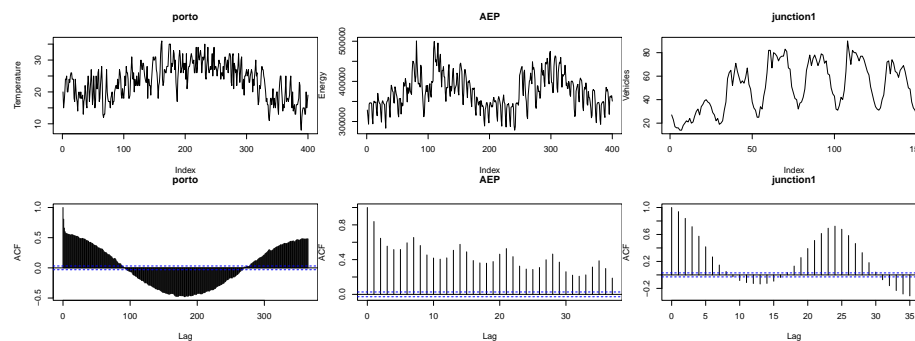 porto
AEP
junction1
Temperature
10 20 30
0 100 200 300 400
Index
Energy
300000 400000 500000
0 100 200 300 400
Index
Vehicles
20 40 60 80
0 50 100 150
Index
porto
AEP
junction1
ACF
-0.5 0.0 0.5 1.0
0 100 200 300
Lag
ACF
0.0 0.4 0.8
0 10 20 30
Lag
ACF
-0.2 0.2 0.6 1.0
0 5 10 15 20 25 30 35
Lag